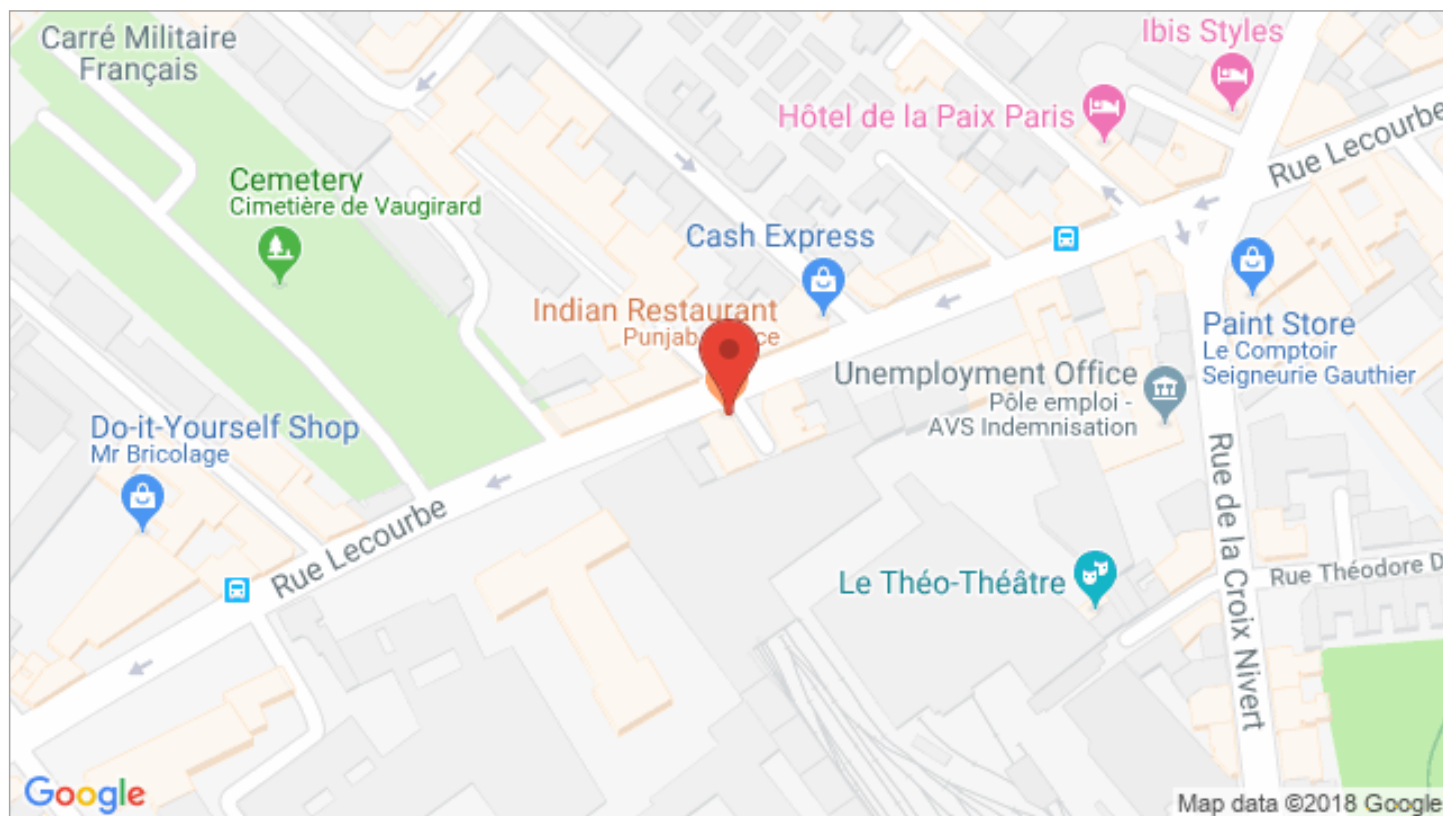 Carré Militaire
Français
Ibis Styles
Hôtel de la Paix Paris
Rue Lecourbe
Cemetery
Cimetière de Vaugirard
Cash Express
Indian Restaurant
Paint Store
Le Comptoir
Seigneurie Gauthier
Unemployment Office
Pôle emploi -
AVS Indemnisation
Do-it-Yourself Shop
Mr Bricolage
Rue Lecourbe
Rue de la Croix Nivert
Le Théo-Théâtre
Rue Théodore D
Google
Map data ©2018 Google